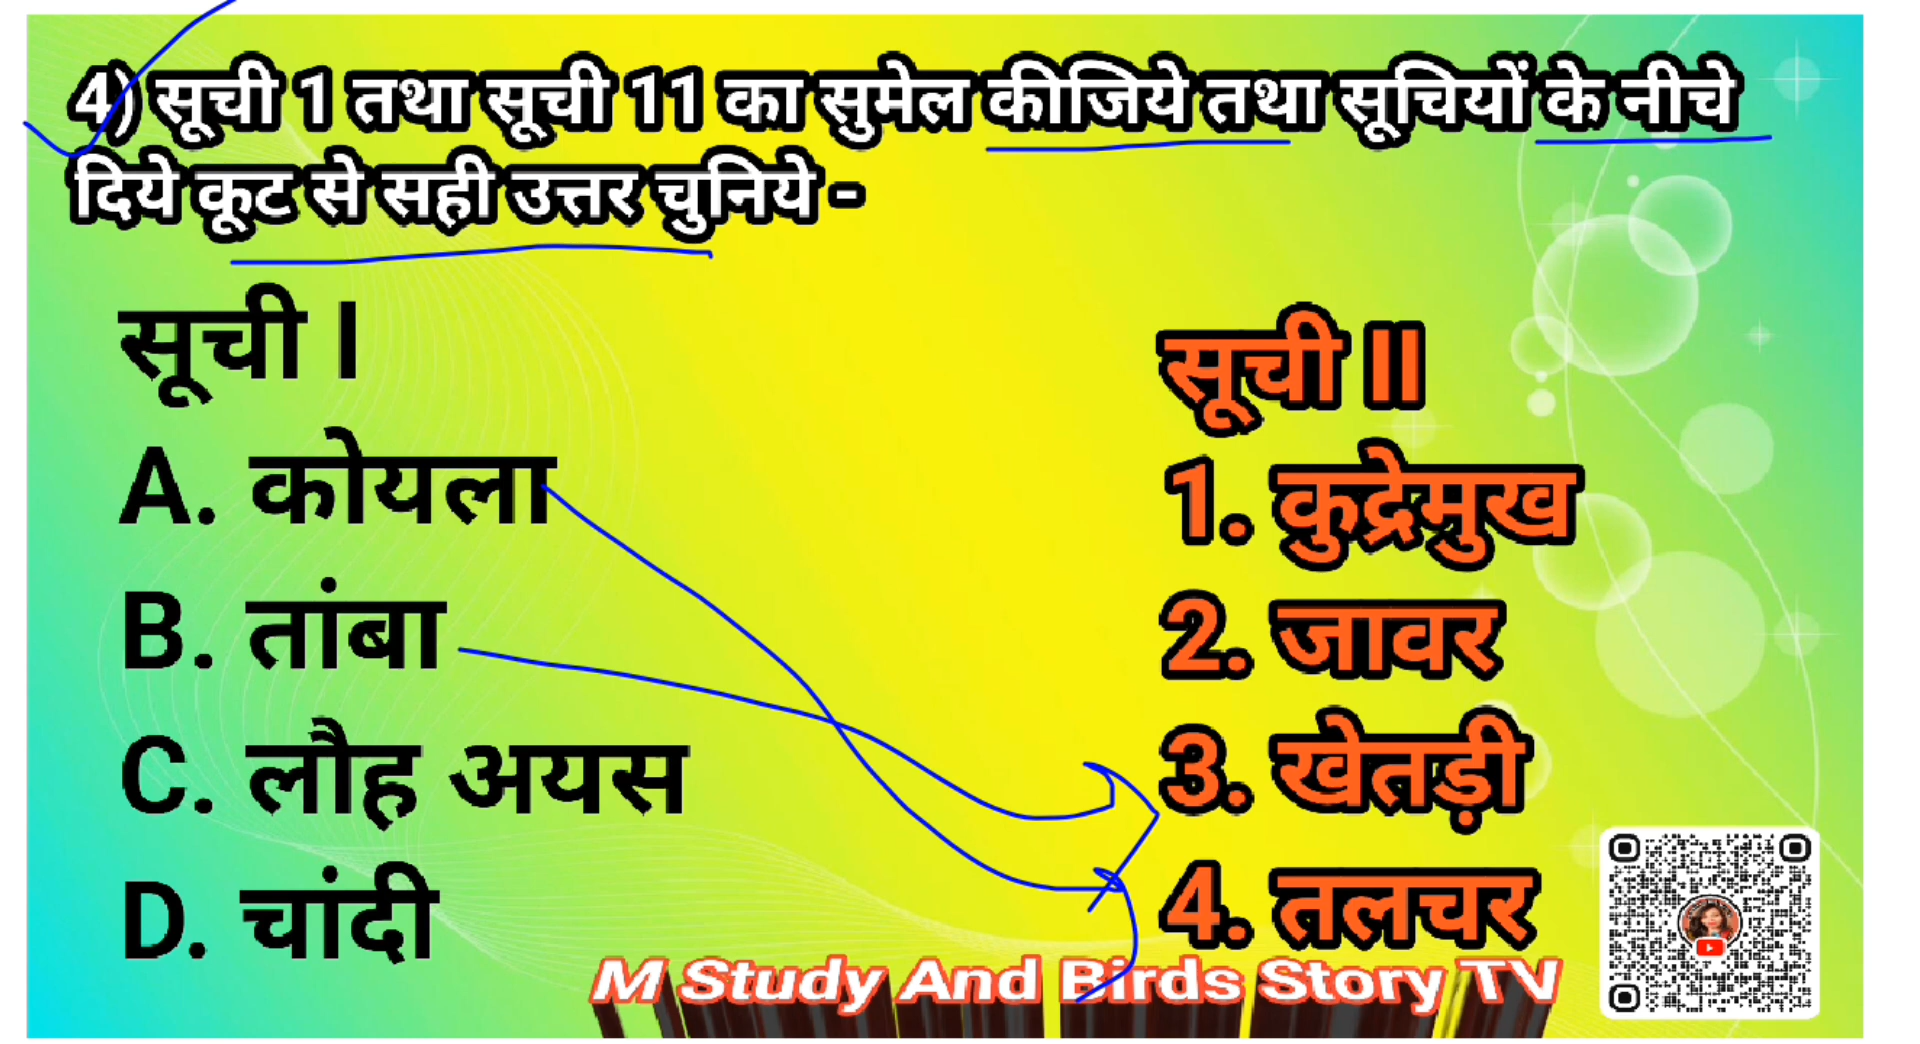 4) सूची 1 तथा सूची 11 का सुमेल कीजिये तथा सूचियों के नीचे
दिये कूट से सही उत्तर चुनिये -
सूची I
A. कोयला
B. तांबा
C. लौह अयस
D. चांदी
सूची II
1. कुद्रेमुख
2. जावर
3. खेतड़ी
4. तलचर
M Study And Birds Story TV